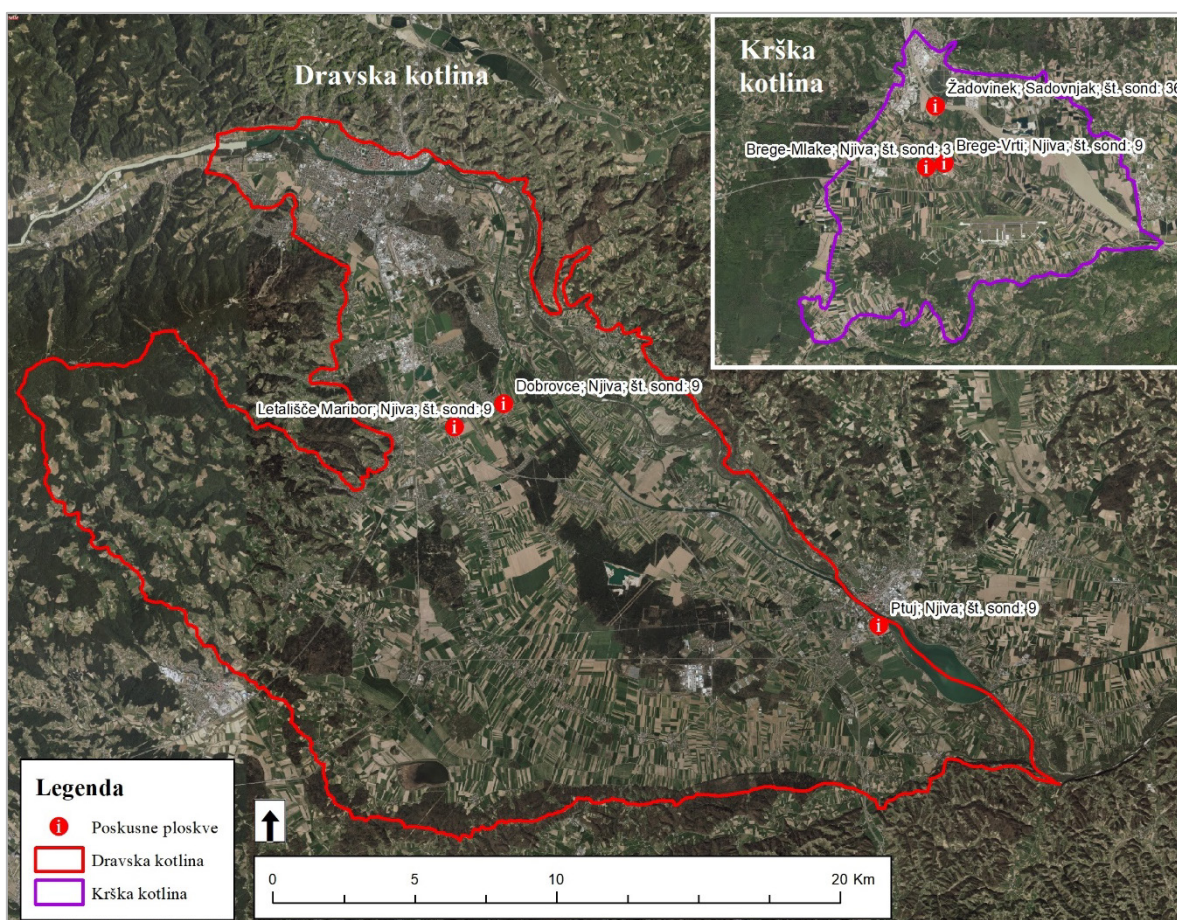 Dravska kotlina
Krška
kotlina
Žadovinek; Sadovnjak; št. sond: 36
Brege-Mlake; Njiva; št. sond: 3
Brege-Vrti; Njiva; št. sond: 9
Dobrovce; Njiva; št. sond: 9
Letališče Maribor; Njiva; št. sond: 9
Ptuj; Njiva; št. sond: 9
Legenda
Poskusne ploskve
Dravska kotlina
Krška kotlina
0 5 10 20 Km